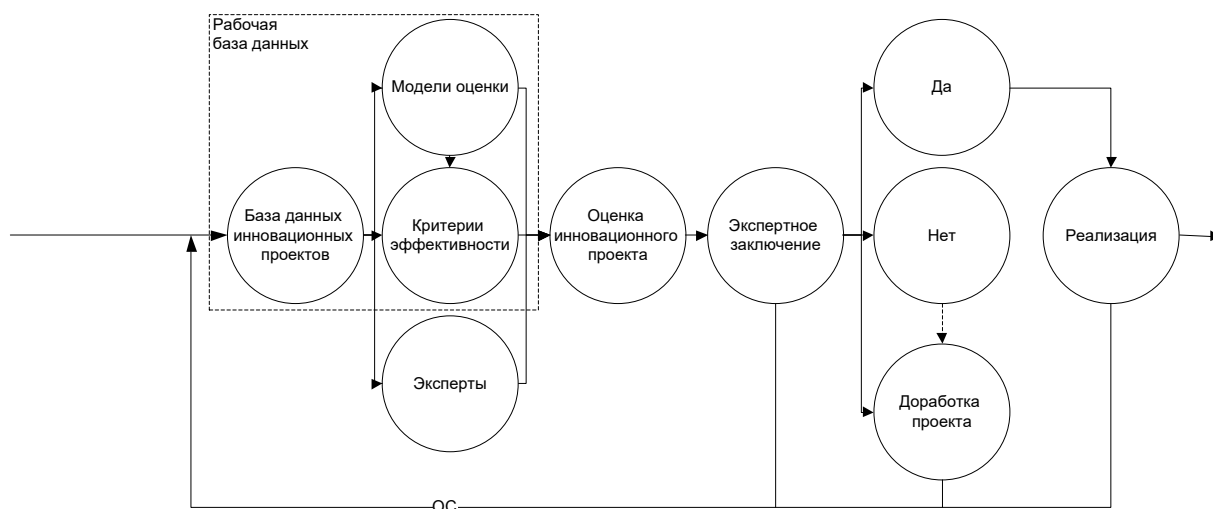 Рабочая
база данных
Модели оценки
Да
База данных
инновационных
проектов
Критерии
эффективности
Оценка
инновационного
проекта
Экспертное
заключение
Нет
Реализация
Эксперты
Доработка
проекта
ОС